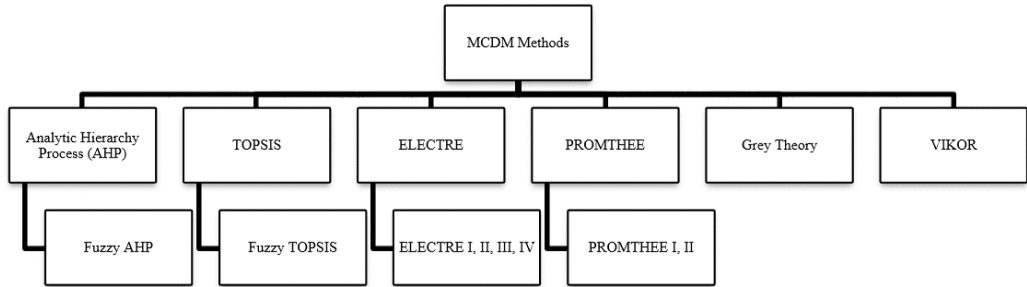 MCDM Methods
Analytic Hierarchy
Process (AHP)
TOPSIS
ELECTRE
PROMTHEE
Grey Theory
VIKOR
Fuzzy AHP
Fuzzy TOPSIS
ELECTRE I, II, III, IV
PROMTHEE I, II